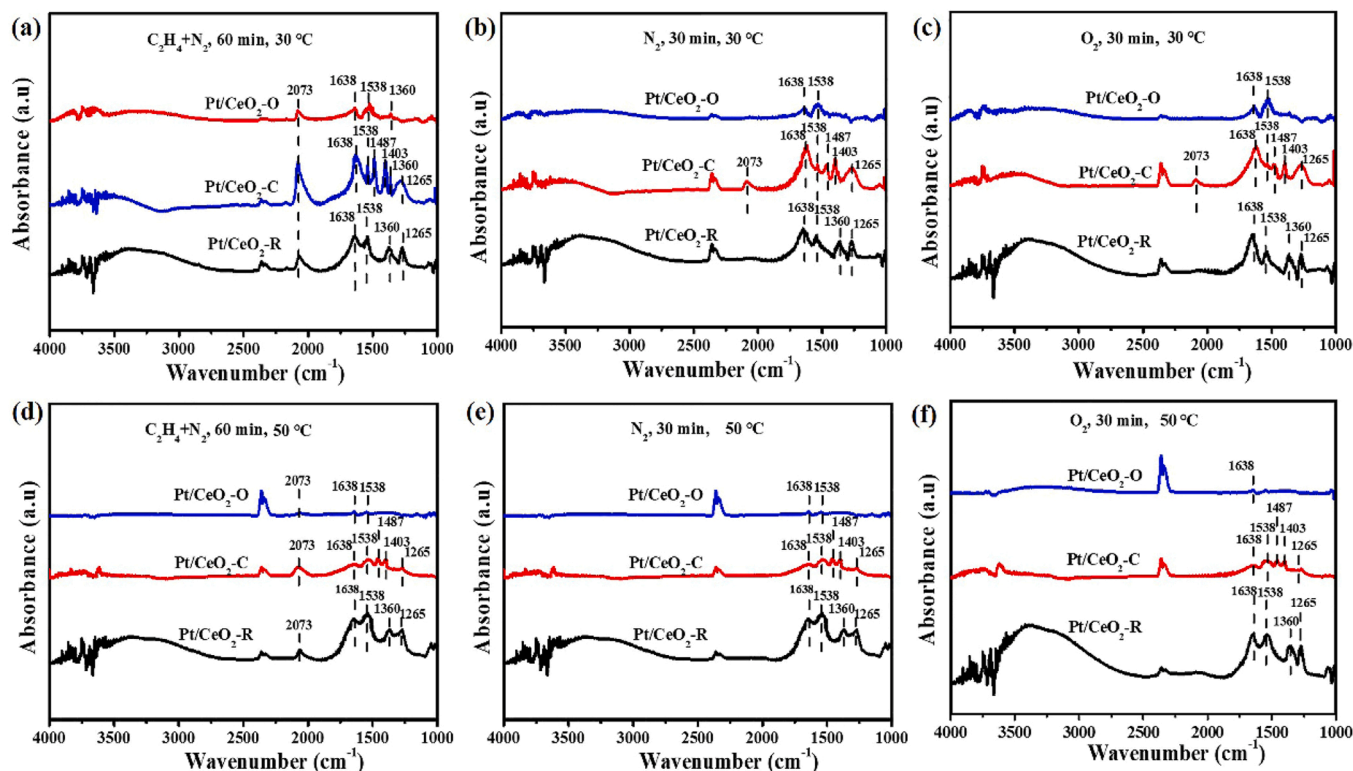 (a)
C₂H₄+N₂, 60 min, 30 °C
Absorbance (a.u)
Pt/CeO₂-O
2073
1638
1538
1360
Pt/CeO₂-C
1638
1538
1487
1403
1360
1265
Pt/CeO₂-R
1638
1538
1360
1265
4000 3500 3000 2500 2000 1500 1000
Wavenumber (cm⁻¹)
(b)
N₂, 30 min, 30 °C
Absorbance (a.u)
Pt/CeO₂-O
1638
1538
Pt/CeO₂-C
2073
1638
1538
1487
1403
1265
Pt/CeO₂-R
1638
1538
1360
1265
4000 3500 3000 2500 2000 1500 1000
Wavenumber (cm⁻¹)
(c)
O₂, 30 min, 30 °C
Absorbance (a.u)
Pt/CeO₂-O
1638
1538
Pt/CeO₂-C
2073
1638
1538
1487
1403
1265
Pt/CeO₂-R
1638
1538
1360
1265
4000 3500 3000 2500 2000 1500 1000
Wavenumber (cm⁻¹)
(d)
C₂H₄+N₂, 60 min, 50 °C
Absorbance (a.u)
Pt/CeO₂-O
2073
1638
1538
Pt/CeO₂-C
2073
1638
1538
1487
1403
1265
Pt/CeO₂-R
2073
1638
1538
1360
1265
4000 3500 3000 2500 2000 1500 1000
Wavenumber (cm⁻¹)
(e)
N₂, 30 min, 50 °C
Absorbance (a.u)
Pt/CeO₂-O
1638
1538
Pt/CeO₂-C
1638
1538
1487
1403
1265
Pt/CeO₂-R
1638
1538
1360
1265
4000 3500 3000 2500 2000 1500 1000
Wavenumber (cm⁻¹)
(f)
O₂, 30 min, 50 °C
Absorbance (a.u)
Pt/CeO₂-O
1638
Pt/CeO₂-C
1638
1538
1487
1403
1265
Pt/CeO₂-R
1638
1538
1360
1265
4000 3500 3000 2500 2000 1500 1000
Wavenumber (cm⁻¹)